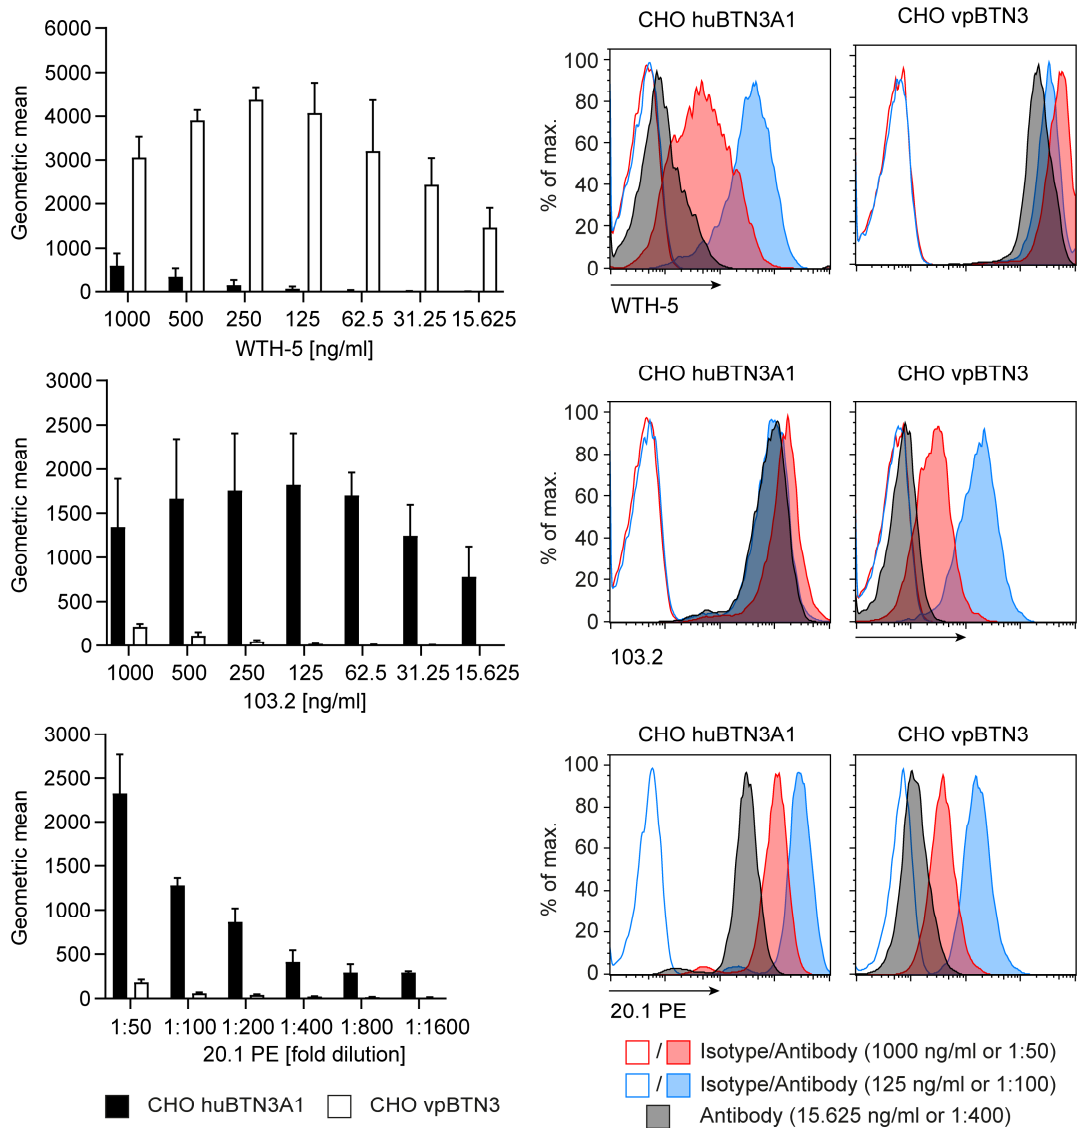 6000
5000
4000
3000
2000
1000
0
Geometric mean
1000 500 250 125 62.5 31.25 15.625
WTH-5 [ng/ml]
CHO huBTN3A1
CHO vpBTN3
100
80
60
40
20
0
% of max.
WTH-5
3000
2500
2000
1500
1000
500
0
Geometric mean
1000 500 250 125 62.5 31.25 15.625
103.2 [ng/ml]
CHO huBTN3A1
CHO vpBTN3
100
80
60
40
20
0
% of max.
103.2
3000
2500
2000
1500
1000
500
0
Geometric mean
1:50 1:100 1:200 1:400 1:800 1:1600
20.1 PE [fold dilution]
CHO huBTN3A1
CHO vpBTN3
CHO huBTN3A1
CHO vpBTN3
100
80
60
40
20
0
% of max.
20.1 PE
/ Isotype/Antibody (1000 ng/ml or 1:50)
/ Isotype/Antibody (125 ng/ml or 1:100)
Antibody (15.625 ng/ml or 1:400)